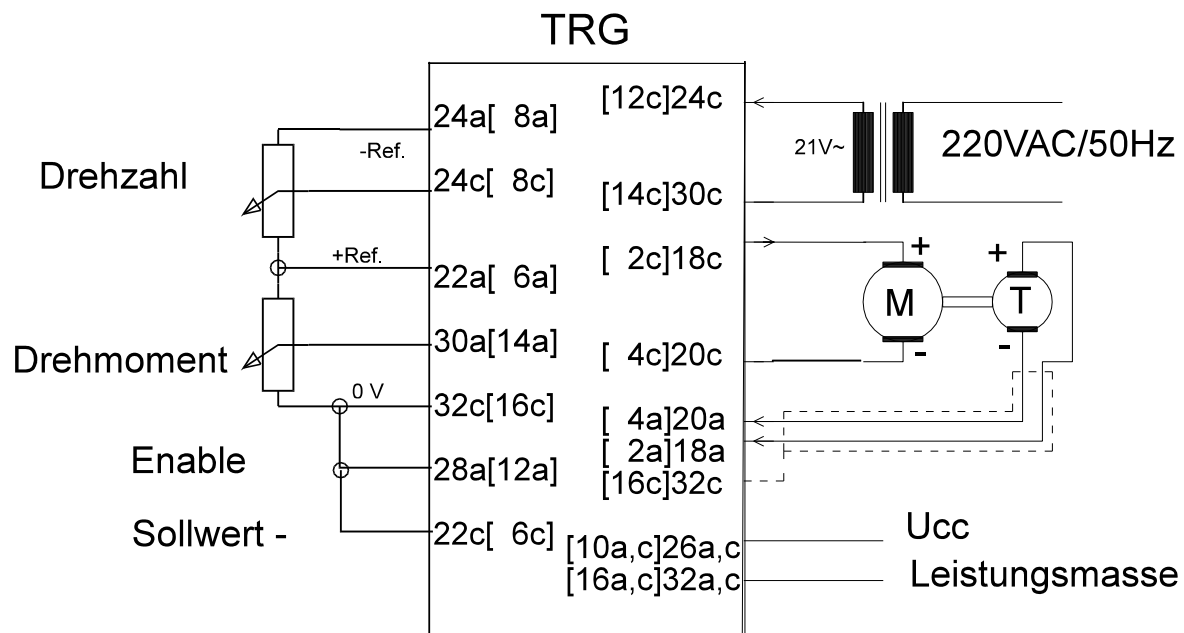 TRG
24a[ 8a]
-Ref.
Drehzahl
24c[ 8c]
+Ref.
22a[ 6a]
30a[14a]
Drehmoment
0 V
32c[16c]
Enable
28a[12a]
Sollwert -
22c[ 6c]
[12c]24c
21V~
220VAC/50Hz
[14c]30c
[ 2c]18c
+
+
M
T
-
-
[ 4c]20c
[ 4a]20a
[ 2a]18a
[16c]32c
[10a,c]26a,c
Ucc
[16a,c]32a,c
Leistungsmasse